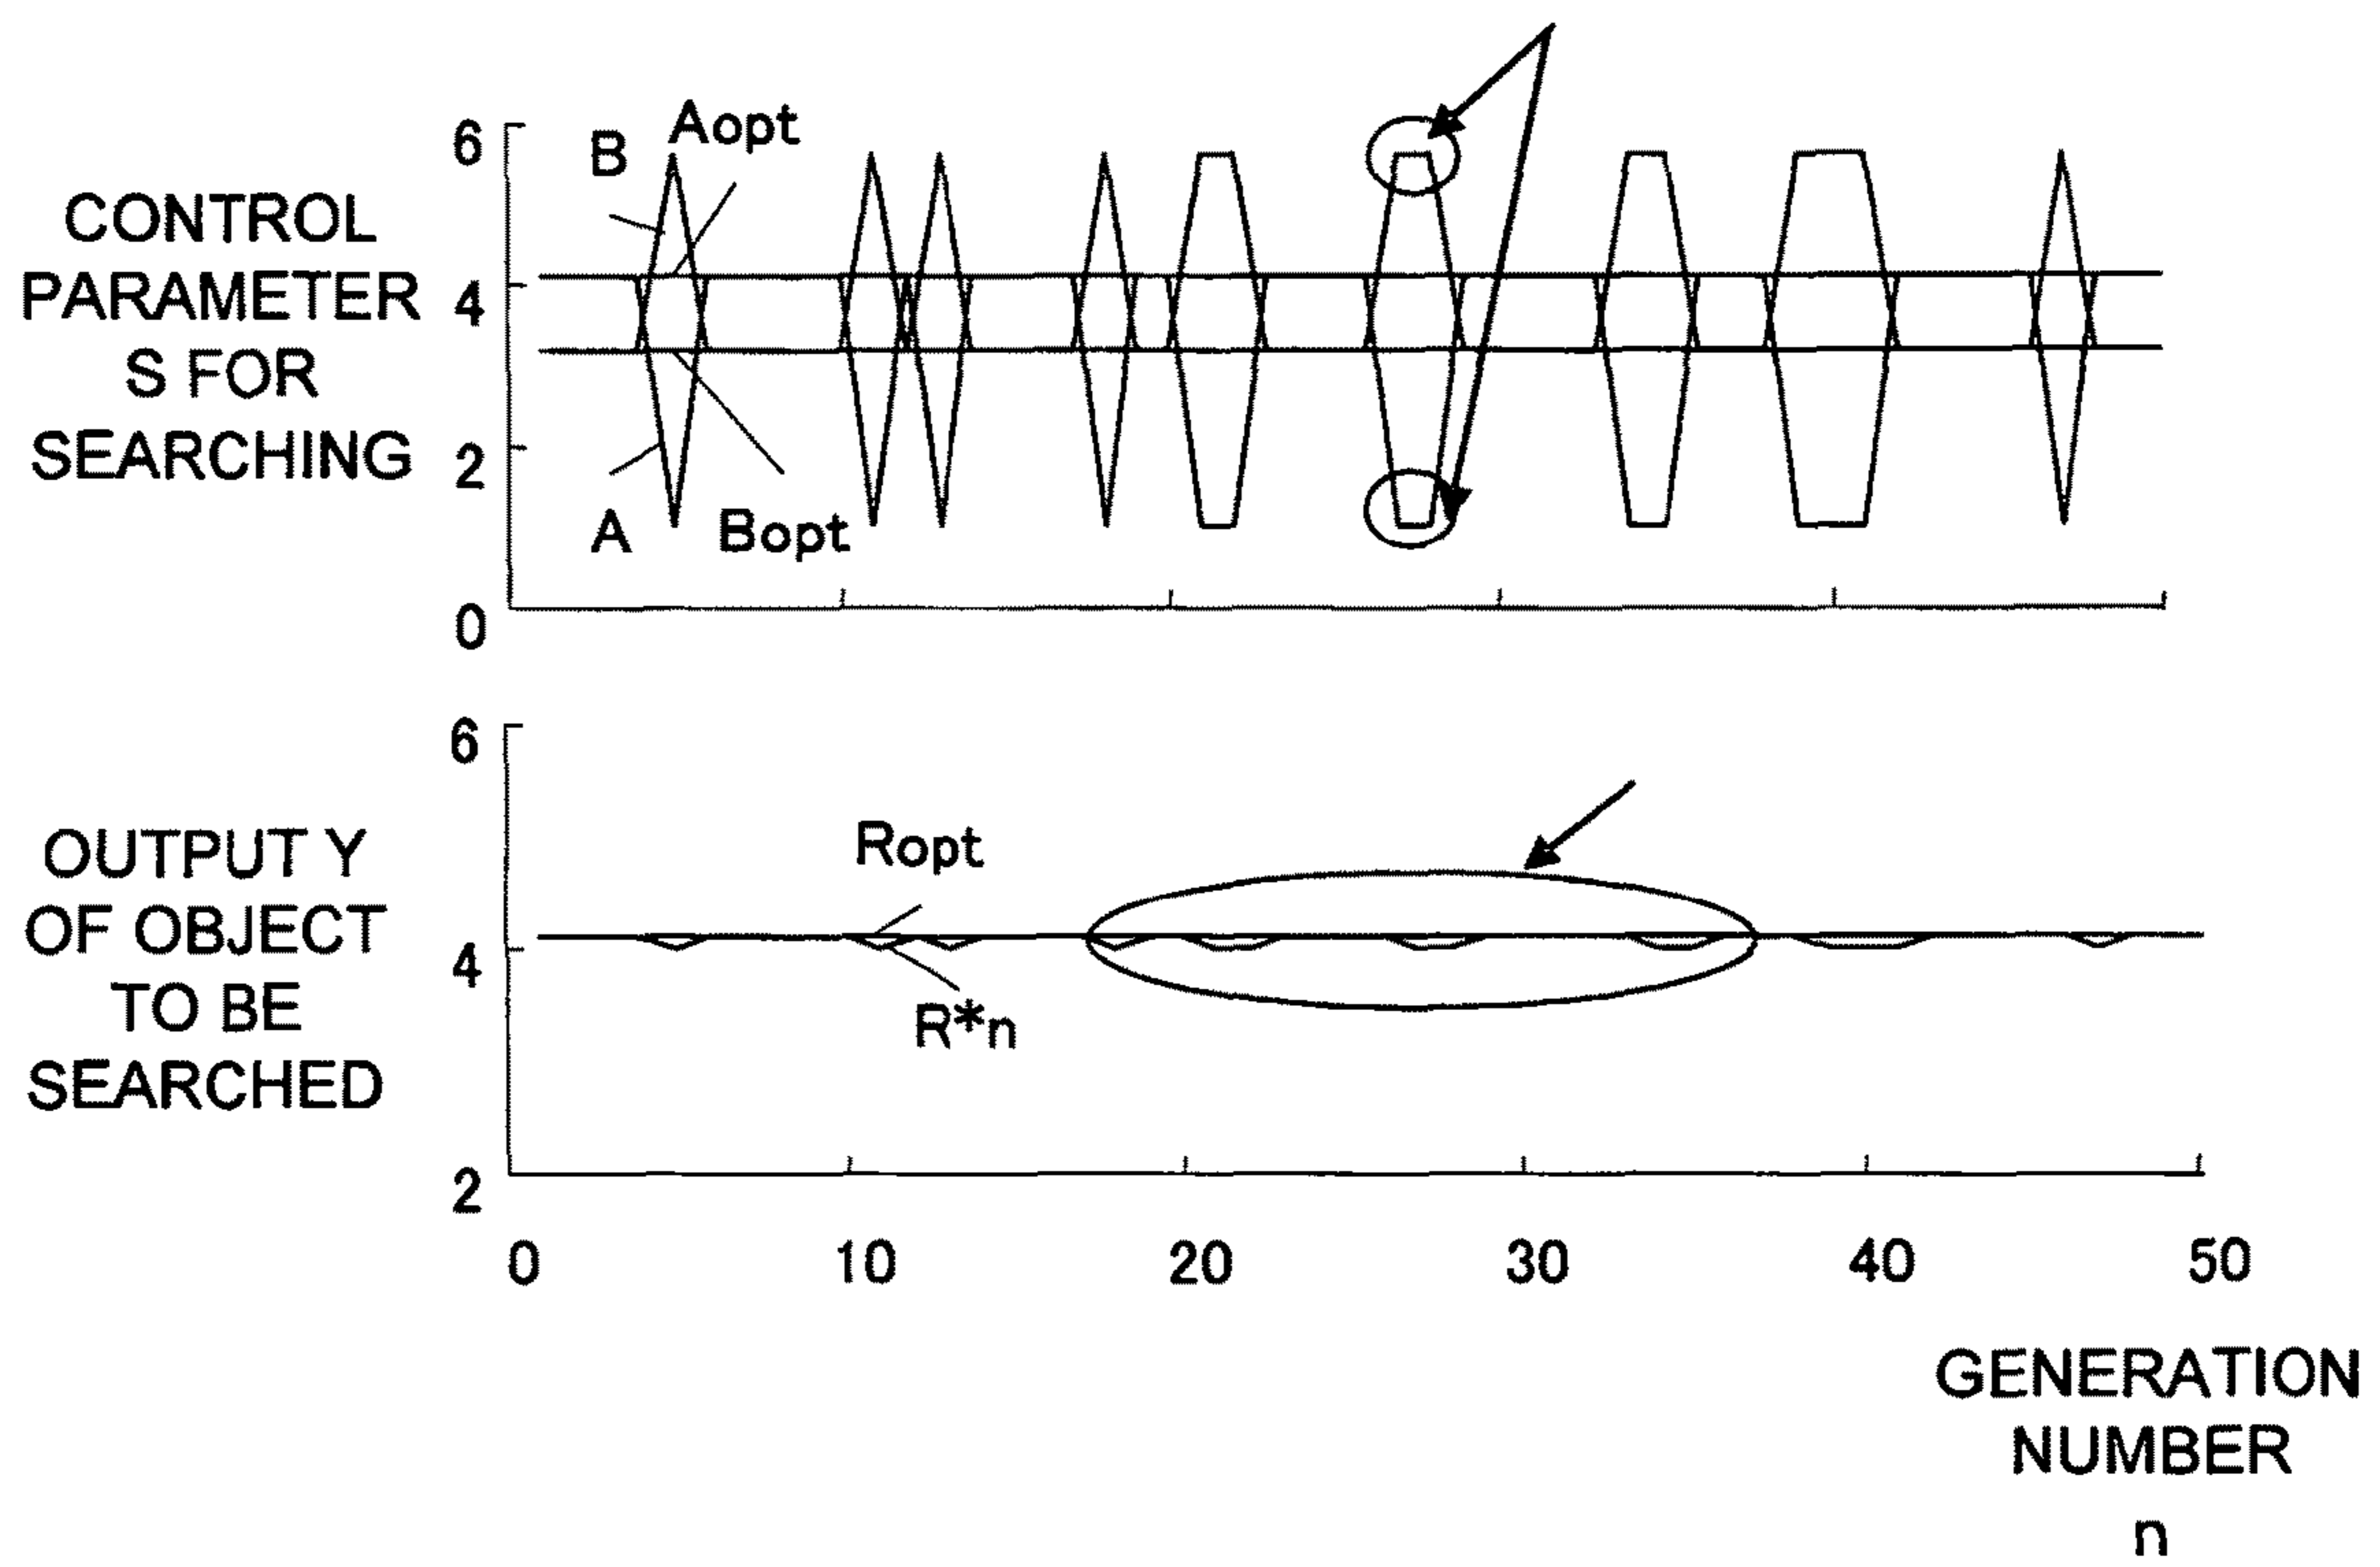 CONTROL
PARAMETER
S FOR
SEARCHING
6
4
2
0
B
Aopt
A
Bopt
OUTPUT Y
OF OBJECT
TO BE
SEARCHED
6
4
2
Ropt
R*n
0 10 20 30 40 50
GENERATION
NUMBER
n